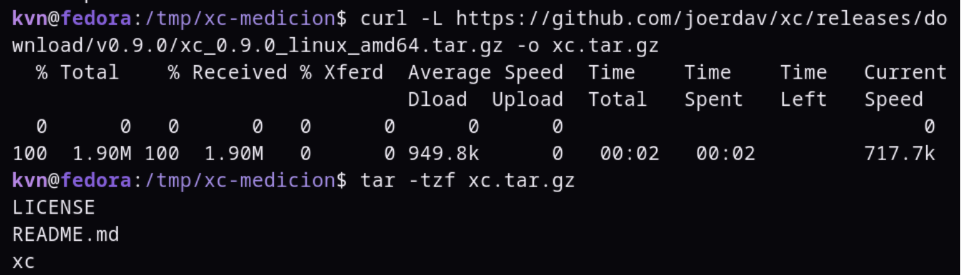 kvn@fedora:/tmp/xc-medicion$ curl -L https://github.com/joerdav/xc/releases/do
wnload/v0.9.0/xc_0.9.0_linux_amd64.tar.gz -o xc.tar.gz
  % Total    % Received % Xferd  Average Speed  Time    Time    Time   Current
                                 Dload  Upload  Total   Spent   Left   Speed
  0      0   0      0   0      0      0      0                              0
100  1.90M 100  1.90M   0      0 949.8k      0   00:02   00:02         717.7k
kvn@fedora:/tmp/xc-medicion$ tar -tzf xc.tar.gz
LICENSE
README.md
xc